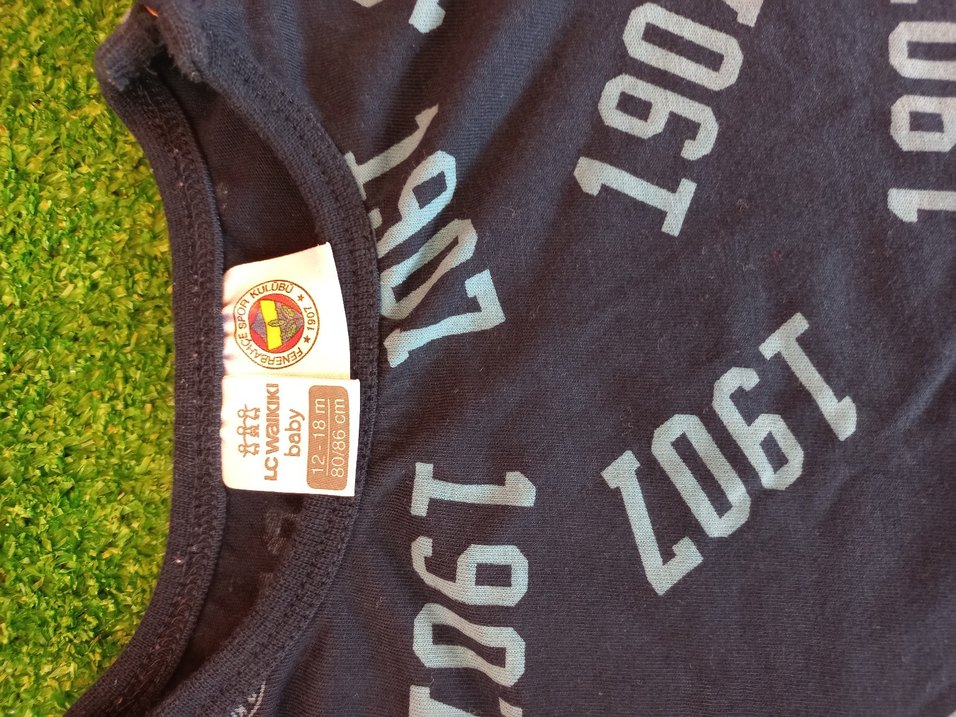 FENERBAHÇE SPOR KULÜBÜ
★ 1907 ★
LC WAIKIKI
baby
12 - 18 m
80/86 cm
1907
1907
1907
1907
1907